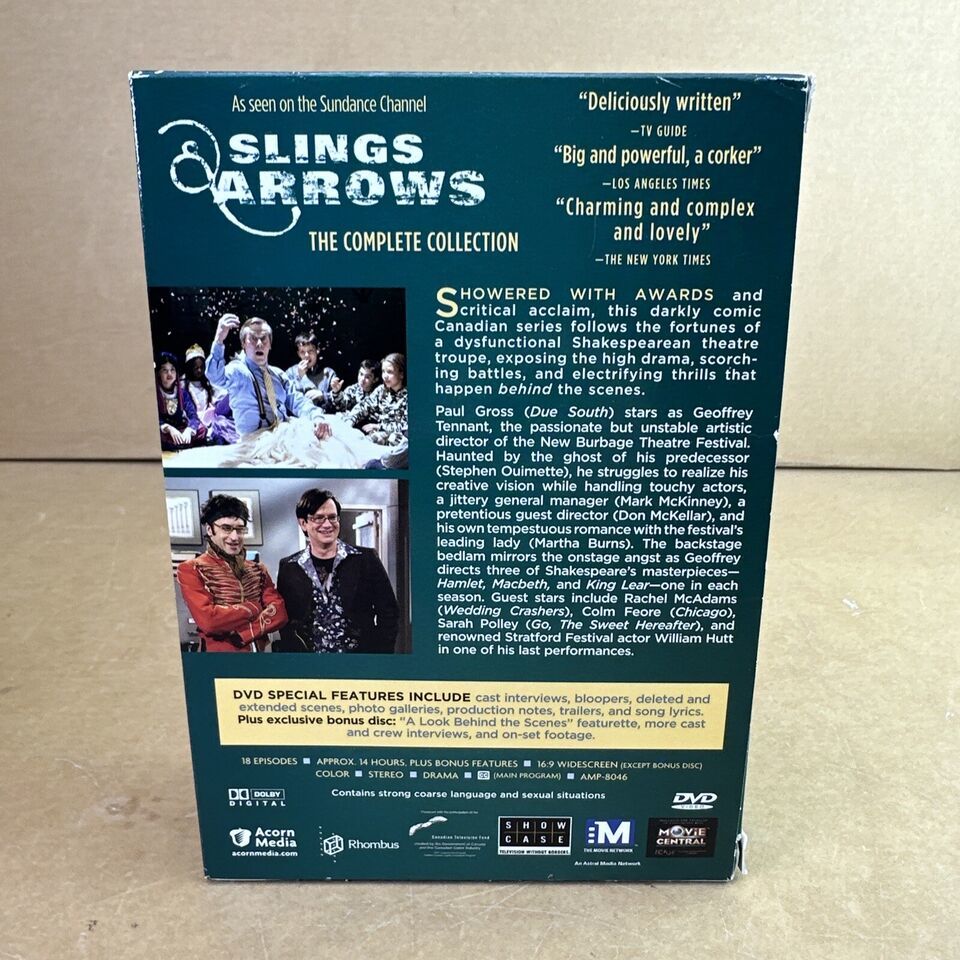 As seen on the Sundance Channel
SLINGS
& ARROWS
THE COMPLETE COLLECTION
"Deliciously written"
—TV GUIDE
"Big and powerful, a corker"
—LOS ANGELES TIMES
"Charming and complex
and lovely"
—THE NEW YORK TIMES
SHOWERED WITH AWARDS and
critical acclaim, this darkly comic
Canadian series follows the fortunes of
a dysfunctional Shakespearean theatre
troupe, exposing the high drama, scorch-
ing battles, and electrifying thrills that
happen behind the scenes.
Paul Gross (Due South) stars as Geoffrey
Tennant, the passionate but unstable artistic
director of the New Burbage Theatre Festival.
Haunted by the ghost of his predecessor
(Stephen Ouimette), he struggles to realize his
creative vision while handling touchy actors,
a jittery general manager (Mark McKinney), a
pretentious guest director (Don McKellar), and
his own tempestuous romance with the festival's
leading lady (Martha Burns). The backstage
bedlam mirrors the onstage angst as Geoffrey
directs three of Shakespeare's masterpieces—
Hamlet, Macbeth, and King Lear—one in each
season. Guest stars include Rachel McAdams
(Wedding Crashers), Colm Feore (Chicago),
Sarah Polley (Go, The Sweet Hereafter), and
renowned Stratford Festival actor William Hutt
in one of his last performances.
DVD SPECIAL FEATURES INCLUDE cast interviews, bloopers, deleted and
extended scenes, photo galleries, production notes, trailers, and song lyrics.
Plus exclusive bonus disc: "A Look Behind the Scenes" featurette, more cast
and crew interviews, and on-set footage.
18 EPISODES ■ APPROX. 14 HOURS, PLUS BONUS FEATURES ■ 16:9 WIDESCREEN (EXCEPT BONUS DISC)
COLOR ■ STEREO ■ DRAMA ■ CC (MAIN PROGRAM) ■ AMP-8046
Contains strong coarse language and sexual situations
DOLBY
DIGITAL
DVD
VIDEO
Acorn
Media
acornmedia.com
Rhombus
Canadian Television Fund
SHOW
CASE
TELEVISION WITHOUT BORDERS
M
THE MOVIE NETWORK
An Astral Media Network
MOVIE
CENTRAL